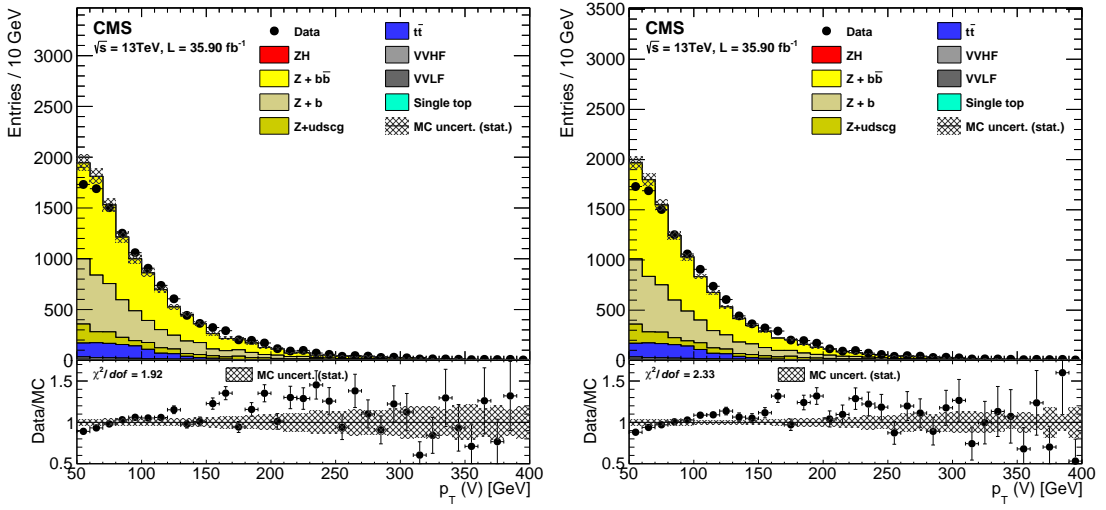 CMS
√s = 13TeV, L = 35.90 fb⁻¹
Data
ZH
Z + bb̄
Z + b
Z+udscg
tt̄
VVHF
VVLF
Single top
MC uncert. (stat.)
Entries / 10 GeV
3000
2500
2000
1500
1000
500
0
χ²/dof = 1.92
MC uncert. (stat.)
Data/MC
1.5
1
0.5
50 100 150 200 250 300 350 400
p_T (V) [GeV]
CMS
√s = 13TeV, L = 35.90 fb⁻¹
Data
ZH
Z + bb̄
Z + b
Z+udscg
tt̄
VVHF
VVLF
Single top
MC uncert. (stat.)
Entries / 10 GeV
3500
3000
2500
2000
1500
1000
500
0
χ²/dof = 2.33
MC uncert. (stat.)
Data/MC
1.5
1
0.5
50 100 150 200 250 300 350 400
p_T (V) [GeV]